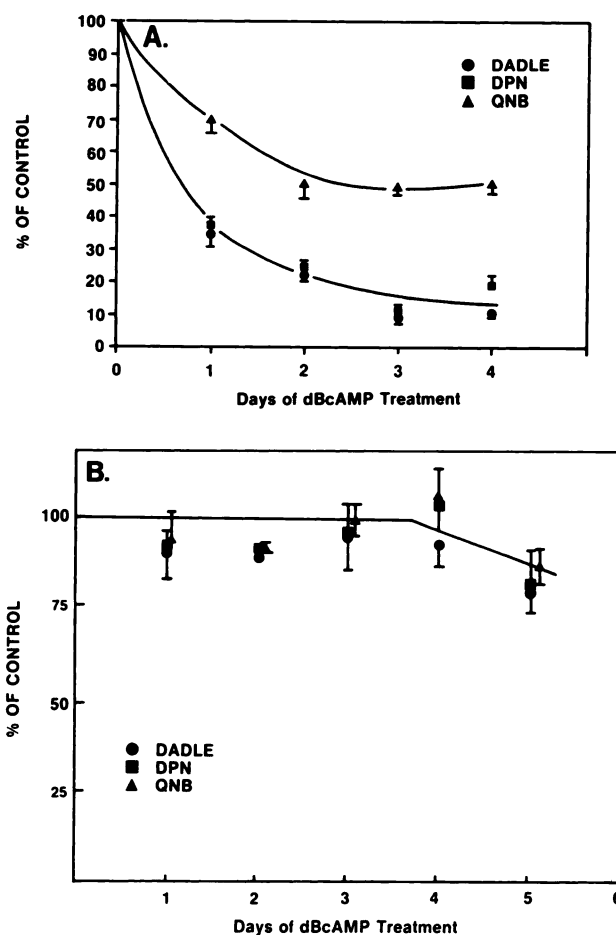 A.
100
90
80
70
60
50
40
30
20
10
0
% OF CONTROL
DADLE
DPN
QNB
0 1 2 3 4
Days of dBcAMP Treatment
B.
100
75
50
25
% OF CONTROL
DADLE
DPN
QNB
1 2 3 4 5 6
Days of dBcAMP Treatment